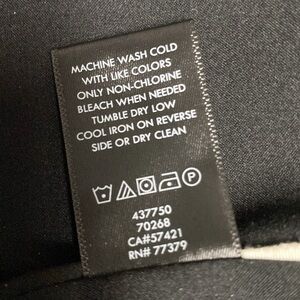 MACHINE WASH COLD
WITH LIKE COLORS
ONLY NON-CHLORINE
BLEACH WHEN NEEDED
TUMBLE DRY LOW
COOL IRON ON REVERSE
SIDE OR DRY CLEAN
437750
70268
CA#57421
RN# 77379